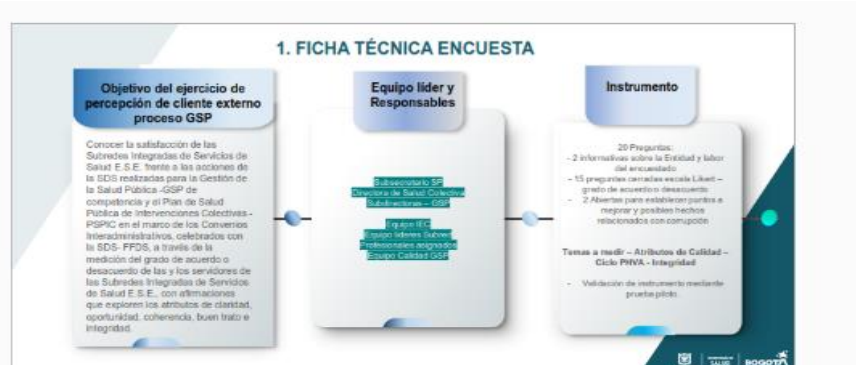 1. FICHA TÉCNICA ENCUESTA
Objetivo del ejercicio de
percepción de cliente externo
proceso GSP
Conocer la satisfacción de las
Subredes Integradas de Servicios de
Salud E.S.E. frente a las acciones de
la SDS realizadas para la Gestión de
la Salud Pública -GSP de
competencia y el Plan de Salud
Pública de Intervenciones Colectivas -
PSPIC en el marco de los Convenios
Interadministrativos, celebrados con
la SDS- FFDS, a través de la
medición del grado de acuerdo o
desacuerdo de las y los servidores de
las Subredes Integradas de Servicios
de Salud E.S.E., con afirmaciones
que exploren los atributos de claridad,
oportunidad, coherencia, buen trato e
integridad.
Equipo líder y
Responsables
Subsecretario SP
Directora de Salud Colectiva
Subdirectoras – GSP
Equipo IEC
Equipo líderes Subred
Profesionales asignados
Equipo Calidad GSP
Instrumento
20 Preguntas:
- 2 informativas sobre la Entidad y labor
del encuestado
- 15 preguntas cerradas escala Likert –
grado de acuerdo o desacuerdo
- 2 Abiertas para establecer puntos a
mejorar y posibles hechos
relacionados con corrupción
Temas a medir – Atributos de Calidad –
Ciclo PHVA - Integridad
- Validación de instrumento mediante
prueba piloto.
SALUD
BOGOTÁ